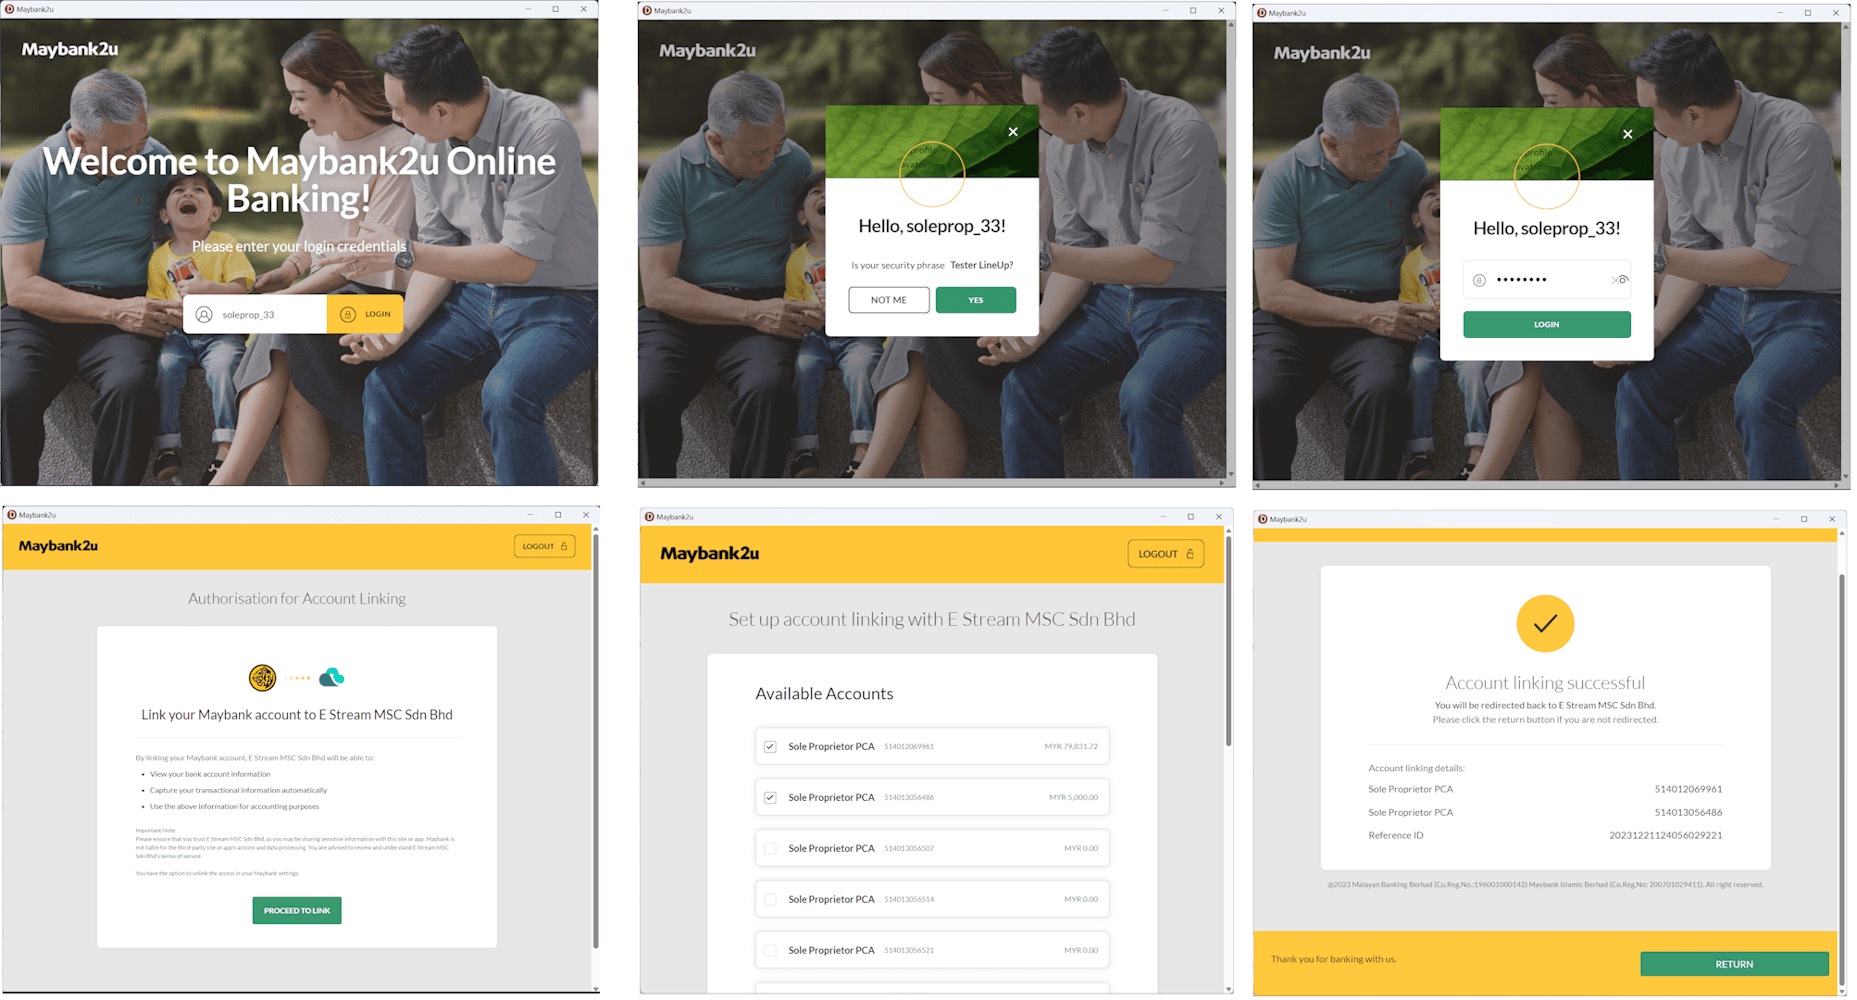 Maybank2u
Maybank2u
Welcome to Maybank2u Online
Banking!
Please enter your login credentials
soleprop_33
LOGIN
Maybank2u
Maybank2u
profile
Hello, soleprop_33!
Is your security phrase Tester LineUp?
NOT ME
YES
Maybank2u
Maybank2u
profile
Hello, soleprop_33!
LOGIN
Maybank2u
Maybank2u
LOGOUT
Authorisation for Account Linking
Link your Maybank account to E Stream MSC Sdn Bhd
By linking your Maybank account, E Stream MSC Sdn Bhd will be able to:
• View your bank account information
• Capture your transactional information automatically
• Use the above information for accounting purposes
Important Note:
Please ensure that you trust E Stream MSC Sdn Bhd, as you may be sharing sensitive information with this site or app. Maybank is
not liable for the third-party site or app's actions and data processing. You are advised to review and understand E Stream MSC
Sdn Bhd's terms of service.
You have the option to unlink the access in your Maybank settings.
PROCEED TO LINK
Maybank2u
Maybank2u
LOGOUT
Set up account linking with E Stream MSC Sdn Bhd
Available Accounts
Sole Proprietor PCA 514012069961 MYR 79,831.72
Sole Proprietor PCA 514013056486 MYR 5,000.00
Sole Proprietor PCA 514013056507 MYR 0.00
Sole Proprietor PCA 514013056514 MYR 0.00
Sole Proprietor PCA 514013056521 MYR 0.00
Maybank2u
Account linking successful
You will be redirected back to E Stream MSC Sdn Bhd.
Please click the return button if you are not redirected.
Account linking details:
Sole Proprietor PCA 514012069961
Sole Proprietor PCA 514013056486
Reference ID 20231221124056029221
@2023 Malayan Banking Berhad (Co.Reg.No.:196001000142) Maybank Islamic Berhad (Co.Reg.No: 200701029411). All right reserved.
Thank you for banking with us.
RETURN